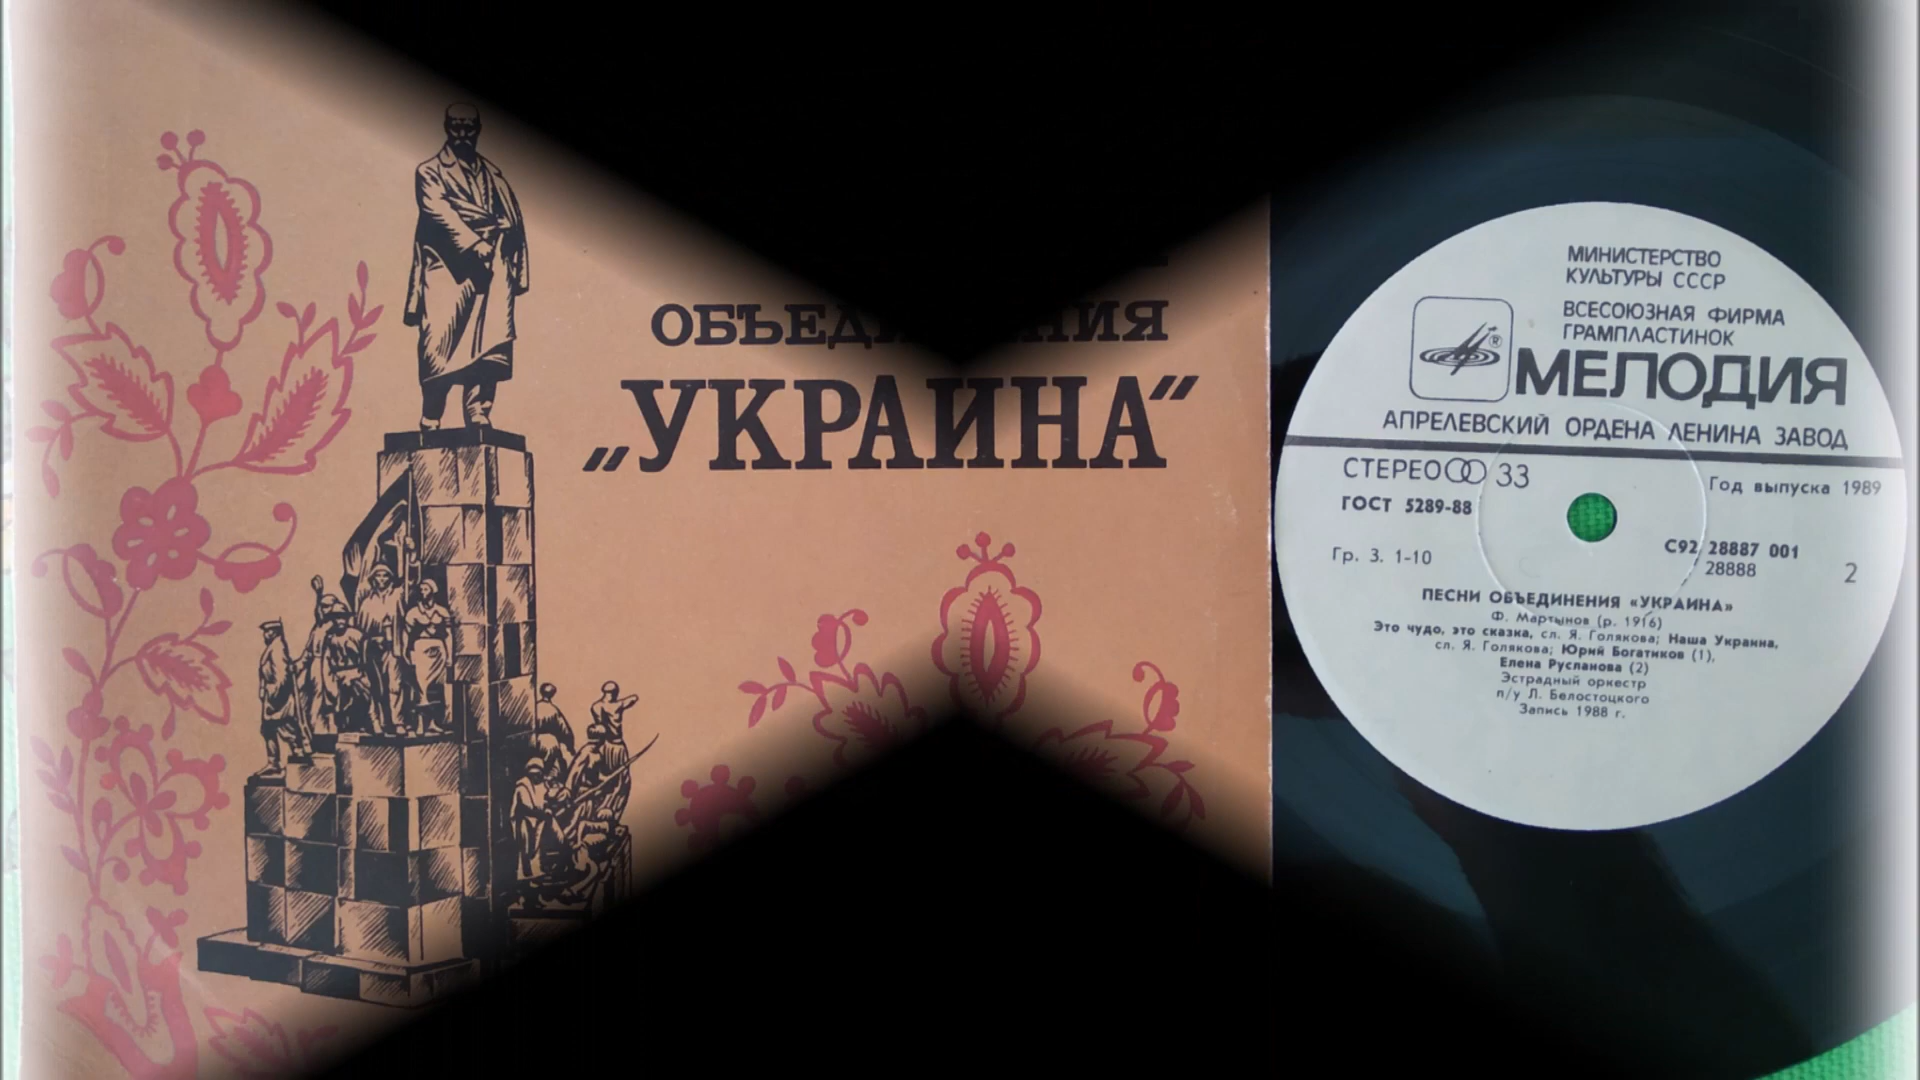 „УКРАИНА“
МИНИСТЕРСТВО
КУЛЬТУРЫ СССР
ВСЕСОЮЗНАЯ ФИРМА
ГРАМПЛАСТИНОК
МЕЛОДИЯ
АПРЕЛЕВСКИЙ ОРДЕНА ЛЕНИНА ЗАВОД
СТЕРЕО 33
Год выпуска 1989
ГОСТ 5289-88
С92 28887 001
28888
Гр. 3. 1-10
2
ПЕСНИ ОБЪЕДИНЕНИЯ «УКРАИНА»
Ф. Мартынов (р. 1916)
Это чудо, это сказка, сл. Я. Голякова; Наша Украина,
сл. Я. Голякова; Юрий Богатиков (1),
Елена Русланова (2)
Эстрадный оркестр
п/у Л. Белостоцкого
Запись 1988 г.